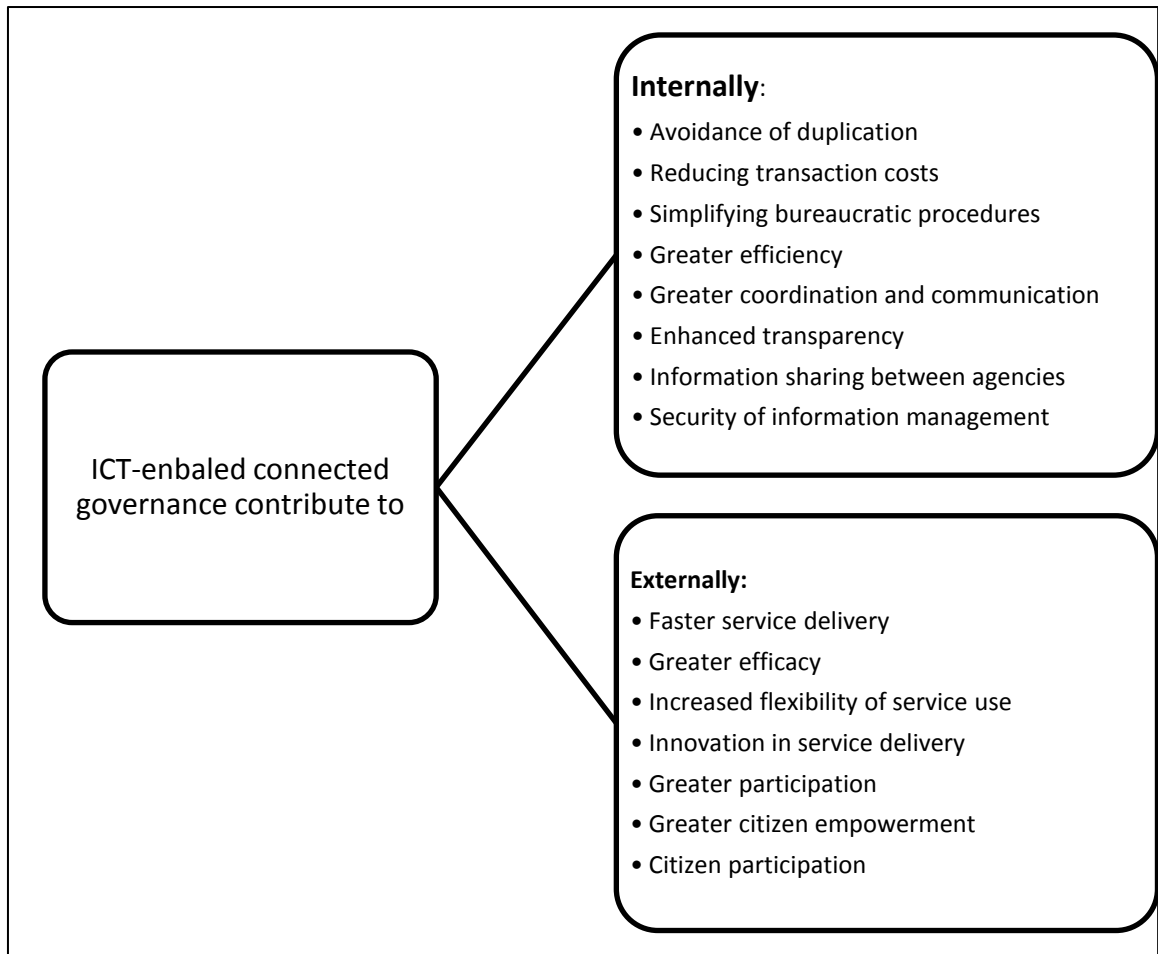 ICT-enbaled connected
governance contribute to
Internally:
• Avoidance of duplication
• Reducing transaction costs
• Simplifying bureaucratic procedures
• Greater efficiency
• Greater coordination and communication
• Enhanced transparency
• Information sharing between agencies
• Security of information management
Externally:
• Faster service delivery
• Greater efficacy
• Increased flexibility of service use
• Innovation in service delivery
• Greater participation
• Greater citizen empowerment
• Citizen participation